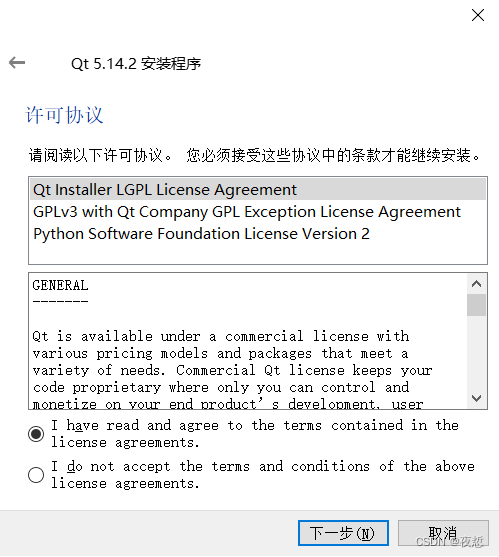 Qt 5.14.2 安装程序
许可协议
请阅读以下许可协议。 您必须接受这些协议中的条款才能继续安装。
Qt Installer LGPL License Agreement
GPLv3 with Qt Company GPL Exception License Agreement
Python Software Foundation License Version 2
GENERAL
-------
Qt is available under a commercial license with
various pricing models and packages that meet a
variety of needs. Commercial Qt license keeps your
code proprietary where only you can control and
monetize on your end product’s development, user
I have read and agree to the terms contained in the
license agreements.
I do not accept the terms and conditions of the above
license agreements.
下一步(N)
取消
CSDN @夜惄